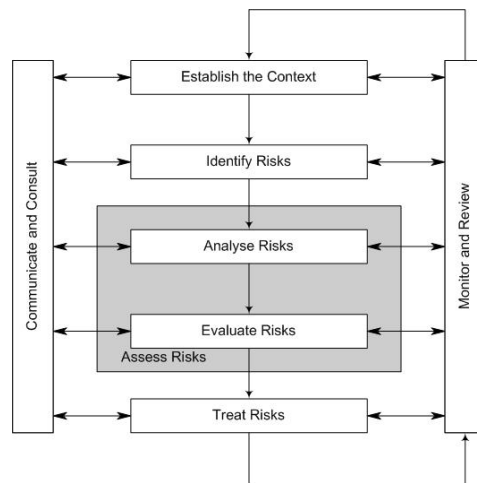 Establish the Context
Identify Risks
Analyse Risks
Evaluate Risks
Assess Risks
Treat Risks
Communicate and Consult
Monitor and Review